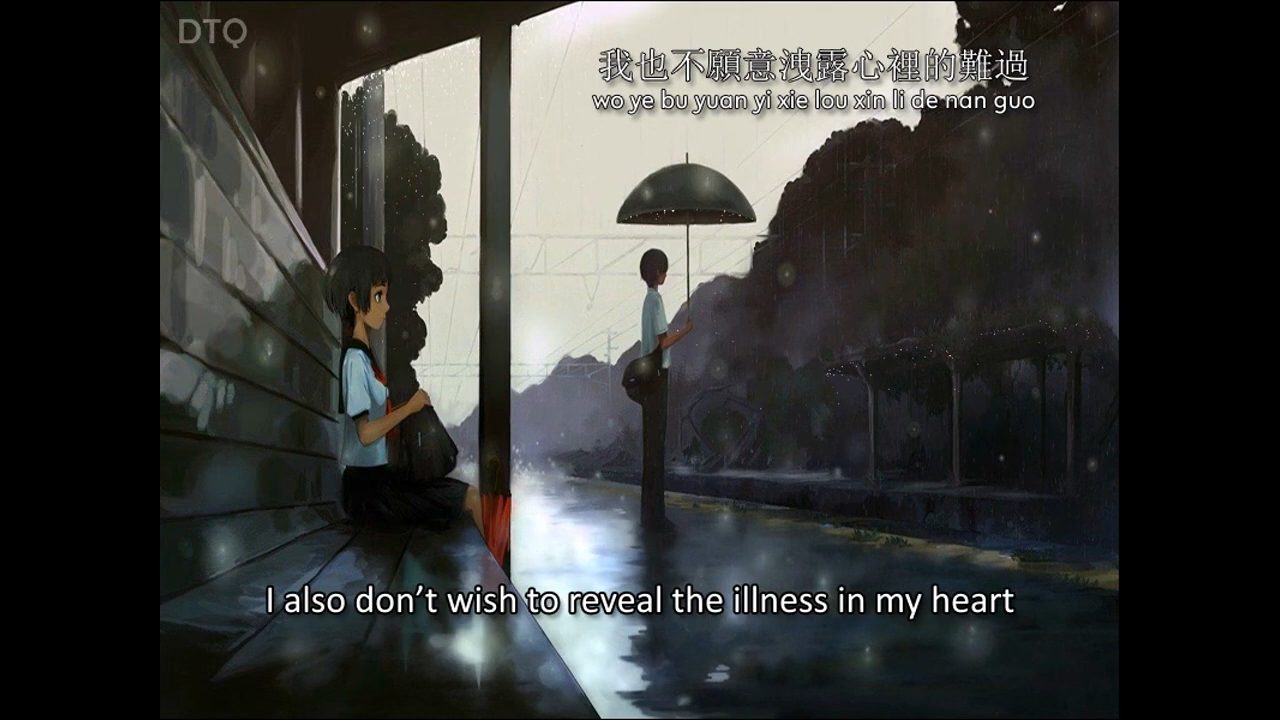 DTQ
我也不願意洩露心裡的難過
wo ye bu yuan yi xie lou xin li de nan guo
I also don't wish to reveal the illness in my heart